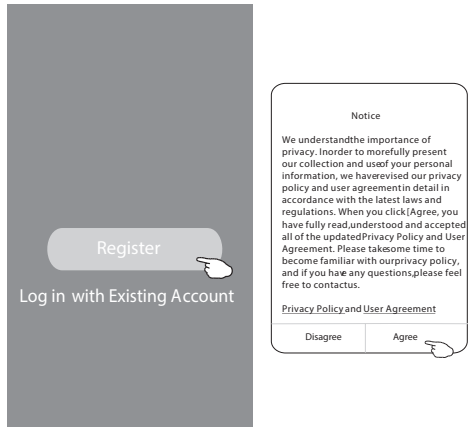 Register
Log in with Existing Account
Notice
We understandthe importance of
privacy. Inorder to morefully present
our collection and useof your personal
information, we haverevised our privacy
policy and user agreementin detail in
accordance with the latest laws and
regulations. When you click[Agree, you
have fully read,understood and accepted
all of the updatedPrivacy Policy and User
Agreement. Please takesome time to
become familiar with ourprivacy policy,
and if you have any questions,please feel
free to contactus.
Privacy Policy and User Agreement
Disagree
Agree